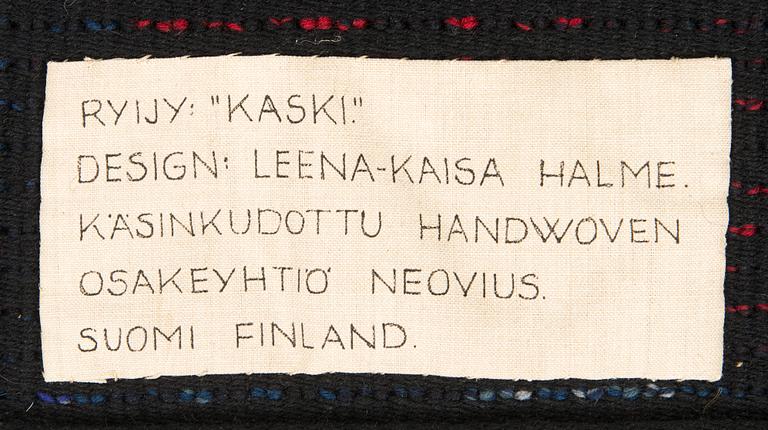 RYIJY: "KASKI."
DESIGN: LEENA-KAISA HALME.
KÄSINKUDOTTU HANDWOVEN
OSAKEYHTIÖ NEOVIUS.
SUOMI FINLAND.